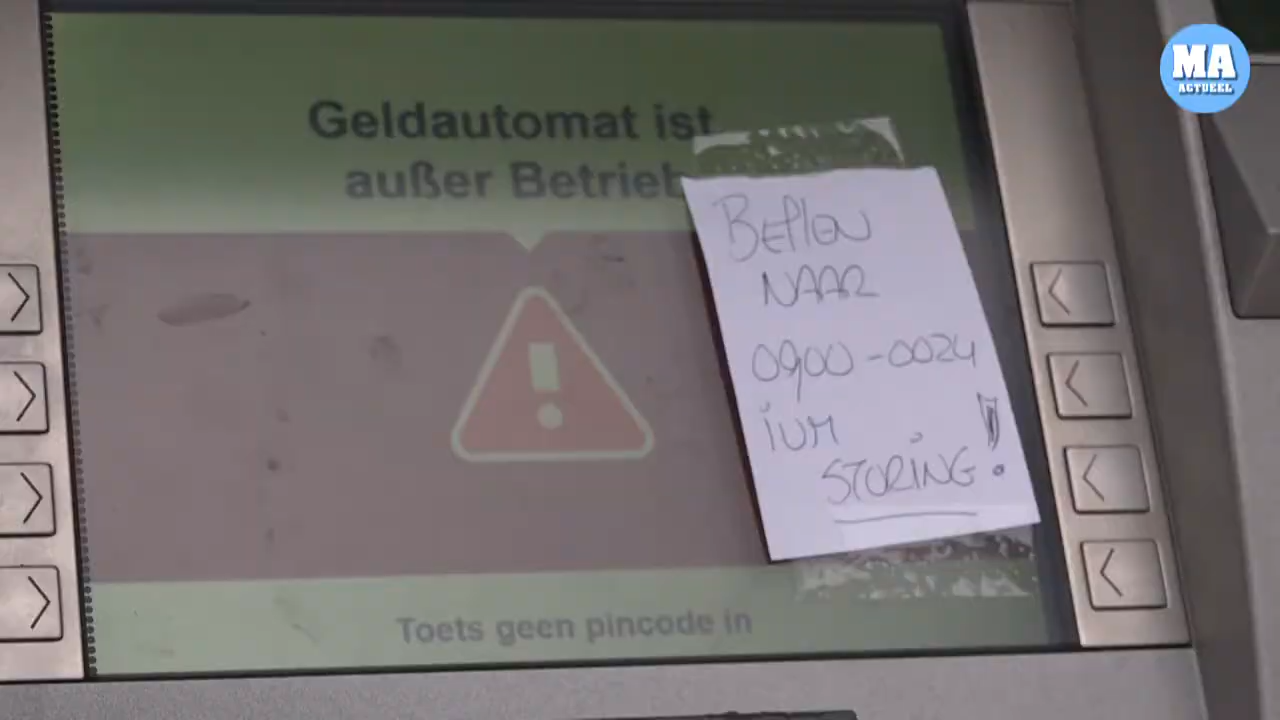 MA
ACTUEEL
Geldautomat ist
außer Betrieb
BELLEN
NAAR
0900-0024
IVM
STORING!
Toets geen pincode in